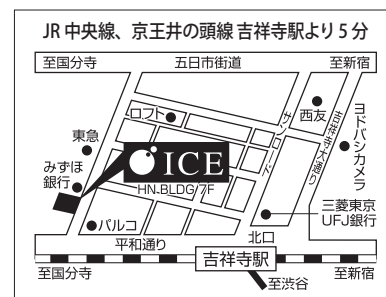 JR 中央線、京王井の頭線 吉祥寺駅より 5 分
至国分寺
五日市街道
至新宿
ロフト
西友
サンロード
吉祥寺大通り
ヨドバシカメラ
東急
みずほ
銀行
ICE
HN.BLDG/7F
三菱東京
UFJ銀行
パルコ
平和通り
北口
吉祥寺駅
至国分寺
至新宿
至渋谷